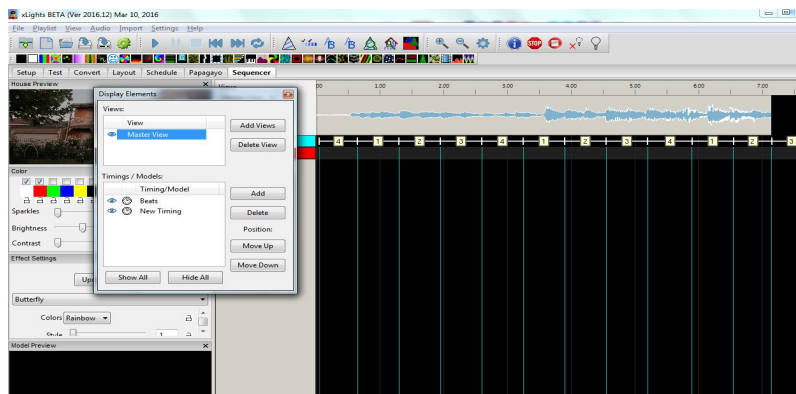 xLights BETA (Ver 2016.12) Mar 10, 2016
File Playlist View Audio Import Settings Help
STOP
Setup Test Convert Layout Schedule Papagayo Sequencer
House Preview
1:00 2:00 3:00 4:00 5:00 6:00 7:00
Display Elements
Views:
View
Master View
Add Views
Delete View
4 1 2 3 4 1 2 3 4 1 2 3
Timings / Models:
Timing/Model
Beats
New Timing
Add
Delete
Position:
Move Up
Move Down
Show All Hide All
Color
Sparkles
Brightness
Contrast
Effect Settings
Butterfly
Colors Rainbow
Style 1
Model Preview